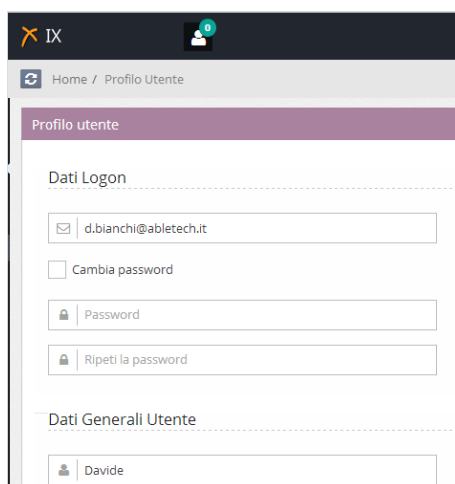 IX
0
Home / Profilo Utente
Profilo utente
Dati Logon
d.bianchi@abletech.it
Cambia password
Password
Ripeti la password
Dati Generali Utente
Davide